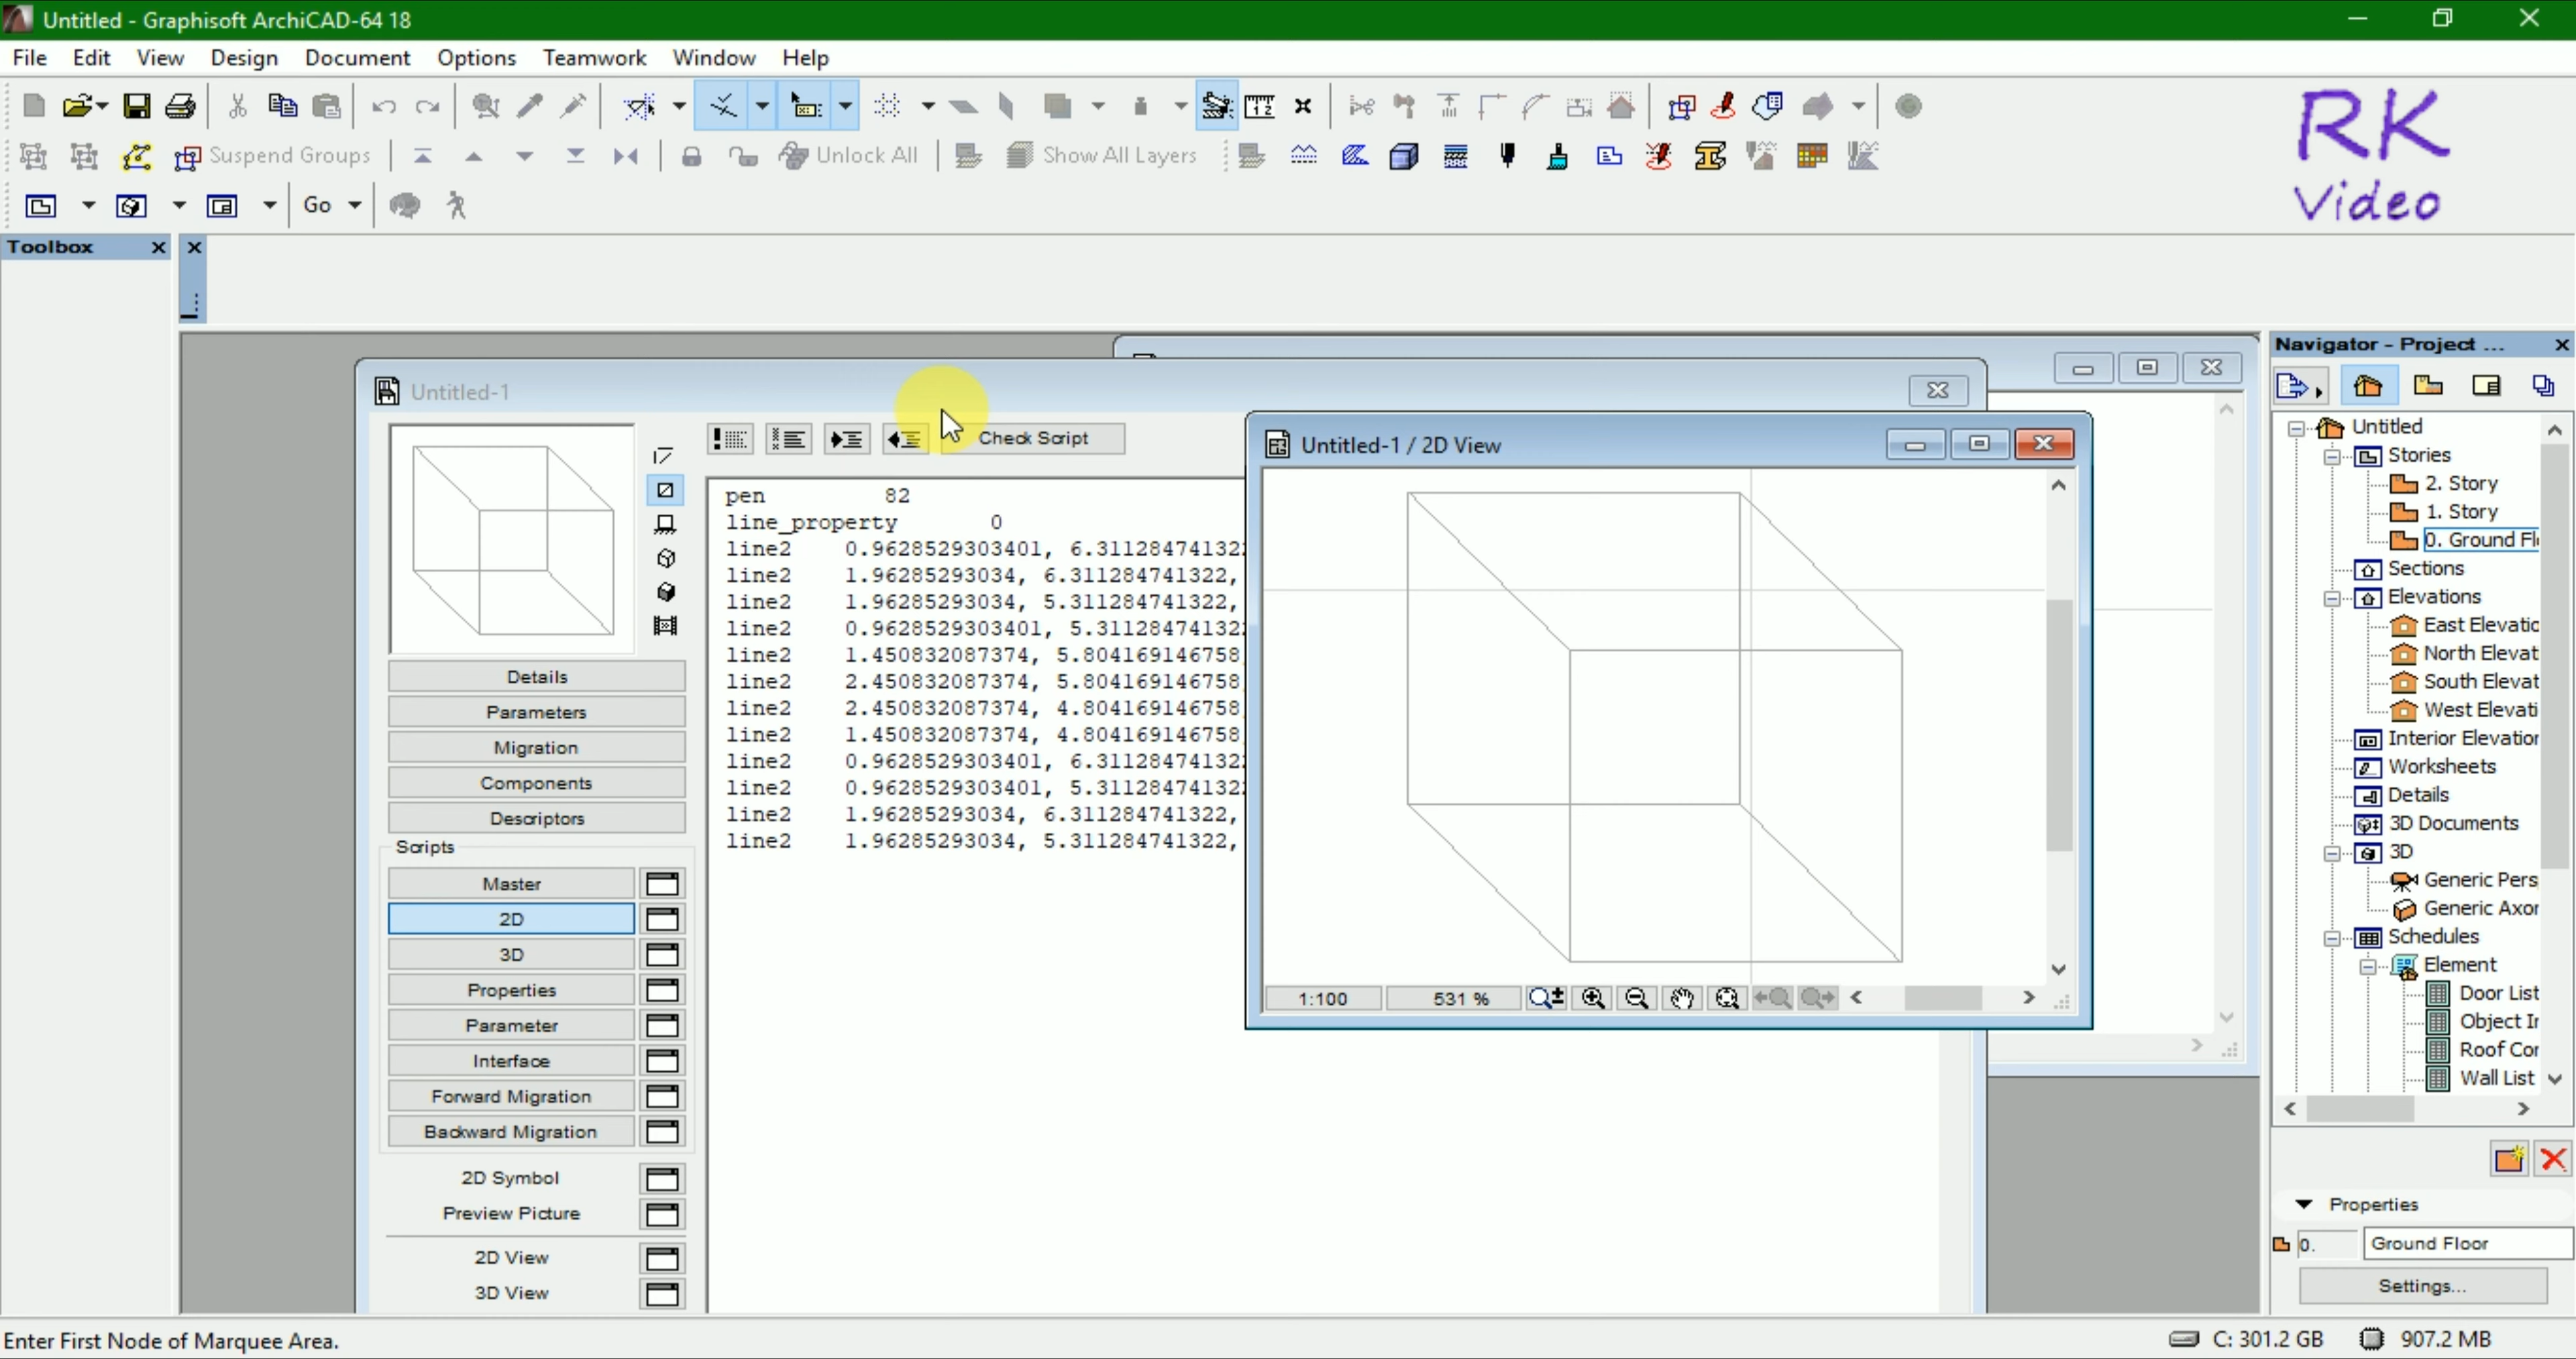 Untitled - Graphisoft ArchiCAD-64 18
File Edit View Design Document Options Teamwork Window Help
Suspend Groups Unlock All Show All Layers
Go
RK
Video
Toolbox
Untitled-1
Check Script
pen 82
line_property 0
line2 0.9628529303401, 6.311284741322
line2 1.96285293034, 6.311284741322,
line2 1.96285293034, 5.311284741322,
line2 0.9628529303401, 5.311284741322
line2 1.450832087374, 5.804169146758
line2 2.450832087374, 5.804169146758
line2 2.450832087374, 4.804169146758
line2 1.450832087374, 4.804169146758
line2 0.9628529303401, 6.311284741322
line2 0.9628529303401, 5.311284741322
line2 1.96285293034, 6.311284741322,
line2 1.96285293034, 5.311284741322,
Details
Parameters
Migration
Components
Descriptors
Scripts
Master
2D
3D
Properties
Parameter
Interface
Forward Migration
Backward Migration
2D Symbol
Preview Picture
2D View
3D View
Untitled-1 / 2D View
1:100 531 %
Navigator - Project ...
Untitled
Stories
2. Story
1. Story
0. Ground Fl
Sections
Elevations
East Elevatio
North Elevat
South Elevat
West Elevati
Interior Elevation
Worksheets
Details
3D Documents
3D
Generic Pers
Generic Axor
Schedules
Element
Door List
Object Ir
Roof Cor
Wall List
Properties
0. Ground Floor
Settings...
Enter First Node of Marquee Area.
C: 301.2 GB 907.2 MB